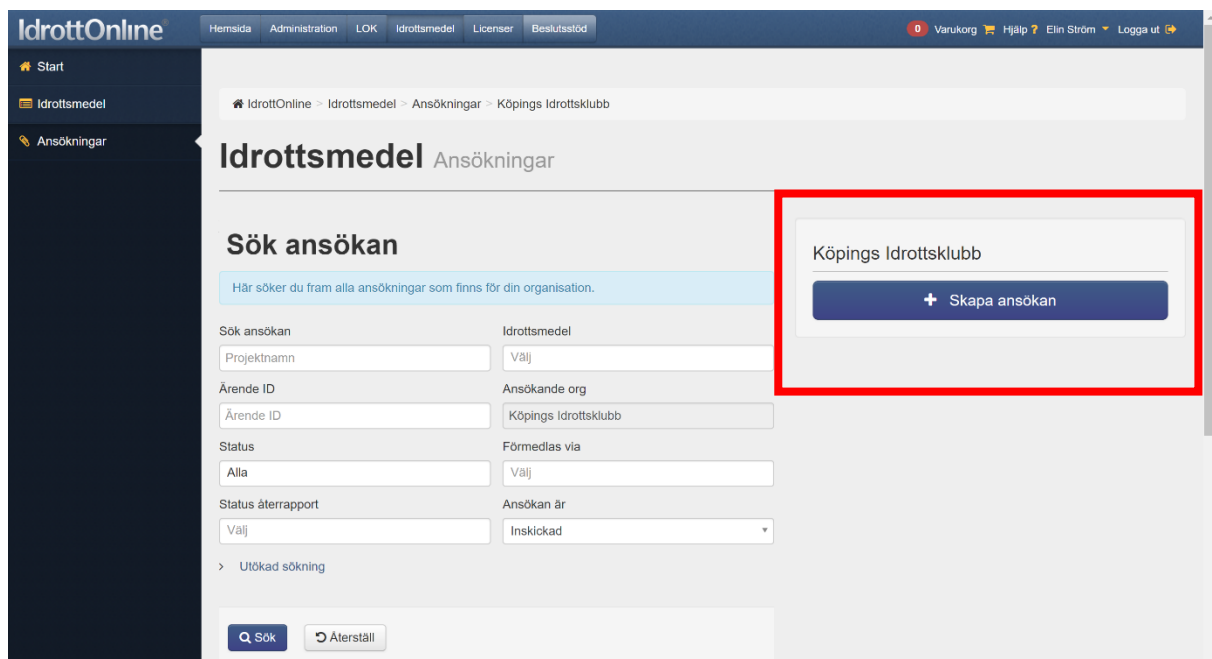 IdrottOnline®
Hemsida Administration LOK Idrottsmedel Licenser Beslutsstöd
0 Varukorg Hjälp ? Elin Ström Logga ut
Start
Idrottsmedel
Ansökningar
IdrottOnline > Idrottsmedel > Ansökningar > Köpings Idrottsklubb
Idrottsmedel Ansökningar
Sök ansökan
Här söker du fram alla ansökningar som finns för din organisation.
Sök ansökan
Projektnamn
Idrottsmedel
Välj
Ärende ID
Ärende ID
Ansökande org
Köpings Idrottsklubb
Status
Alla
Förmedlas via
Välj
Status återrapport
Välj
Ansökan är
Inskickad
> Utökad sökning
Sök
Återställ
Köpings Idrottsklubb
+ Skapa ansökan